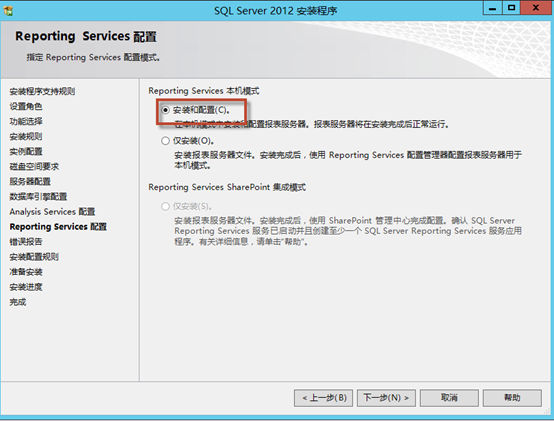 SQL Server 2012 安装程序
Reporting Services 配置
指定 Reporting Services 配置模式。
安装程序支持规则
设置角色
功能选择
安装规则
实例配置
磁盘空间要求
服务器配置
数据库引擎配置
Analysis Services 配置
Reporting Services 配置
错误报告
安装配置规则
准备安装
安装进度
完成
Reporting Services 本机模式
安装和配置(C)。
在本机模式中安装和配置报表服务器。报表服务器将在安装完成后正常运行。
仅安装(O)。
安装报表服务器文件。安装完成后，使用 Reporting Services 配置管理器配置报表服务器用于
本机模式。
Reporting Services SharePoint 集成模式
仅安装(S)。
安装报表服务器文件。安装完成后，使用 SharePoint 管理中心完成配置。确认 SQL Server
Reporting Services 服务已启动并且创建至少一个 SQL Server Reporting Services 服务应用
程序。有关详细信息，请单击"帮助"。
< 上一步(B)
下一步(N) >
取消
帮助